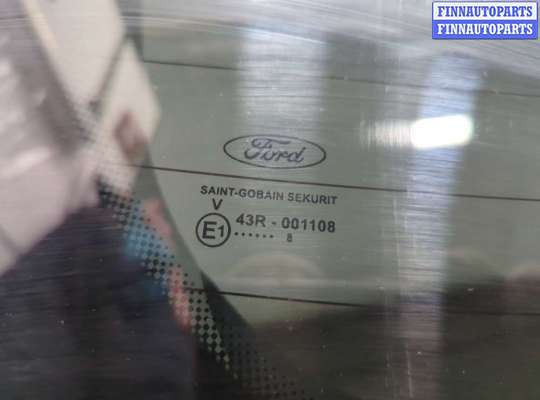 FINNAUTOPARTS
FINNAUTOPARTS
Ford
SAINT-GOBAIN SEKURIT
V
E1 43R - 001108
...... 8